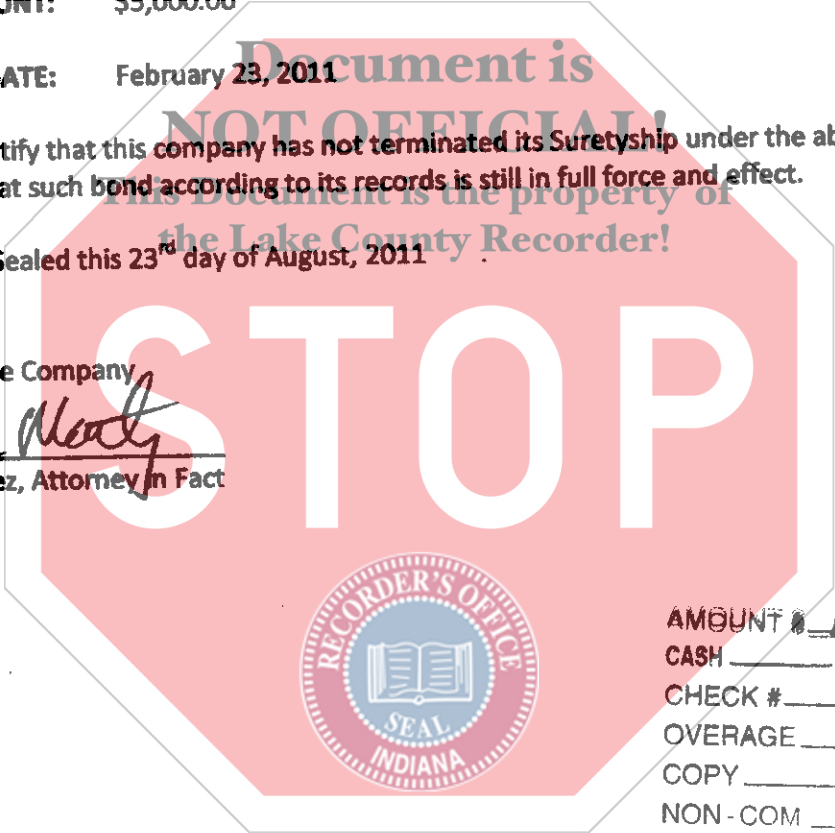 $5,000.00
Document is
ATE: February 23, 2011
NOT OFFICIAL!
tify that this company has not terminated its Suretyship under the ab
at such bond according to its records is still in full force and effect.
This Document is the property of
the Lake County Recorder!
Sealed this 23rd day of August, 2011
STOP
e Company
ez, Attorney in Fact
RECORDER'S OFFICE
SEAL
INDIANA
AMOUNT $
CASH
CHECK #
OVERAGE
COPY
NON-COM